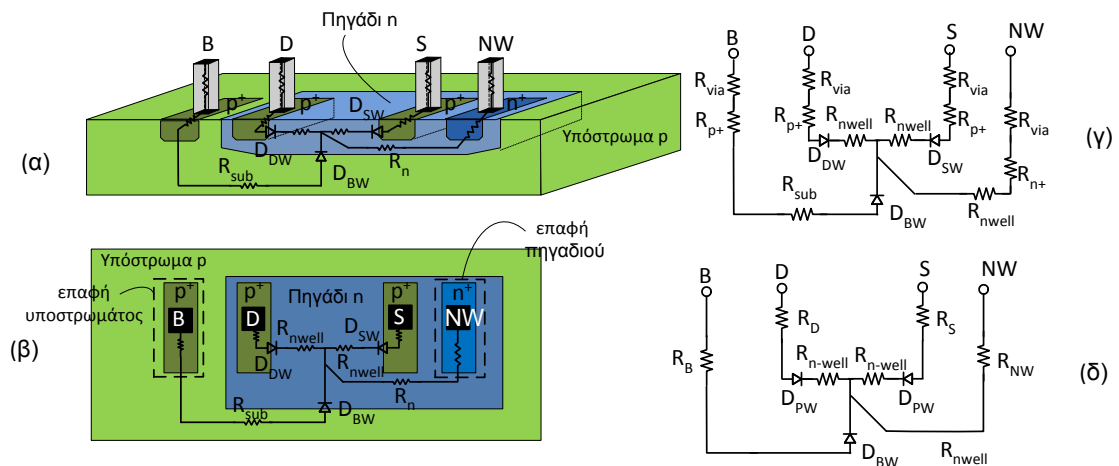 Πηγάδι n
B
D
S
NW
p+
p+
DSW
p+
n+
Υπόστρωμα p
(α)
DDW
Rn
Rsub
DBW
B
D
S
NW
Rvia
Rvia
Rvia
Rvia
Rp+
Rp+
Rp+
Rnwell
Rnwell
DDW
DSW
Rn+
Rsub
DBW
Rnwell
(γ)
επαφή
πηγαδιού
Υπόστρωμα p
επαφή
υποστρωμάτος
p+
p+
Πηγάδι n
p+
n+
B
D
S
NW
Rnwell
DSW
DDW
Rnwell
Rn
Rsub
DBW
(β)
B
D
S
NW
RD
RS
RB
Rn-well
Rn-well
RNW
DPW
DPW
DBW
Rnwell
(δ)